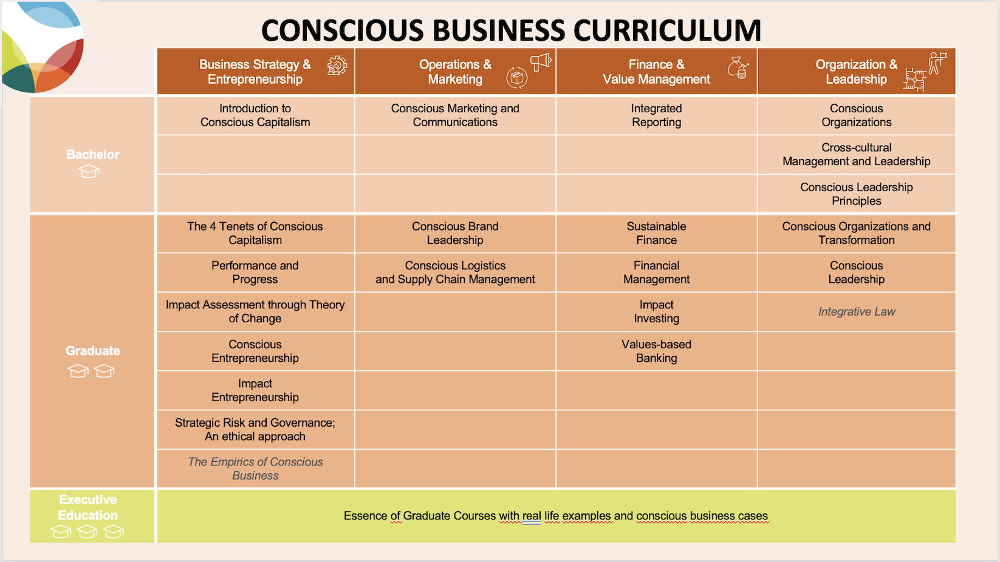 CONSCIOUS BUSINESS CURRICULUM
Business Strategy &
Entrepreneurship
Operations &
Marketing
Finance &
Value Management
Organization &
Leadership
Bachelor
Introduction to
Conscious Capitalism
Conscious Marketing and
Communications
Integrated
Reporting
Conscious
Organizations
Cross-cultural
Management and Leadership
Conscious Leadership
Principles
Graduate
The 4 Tenets of Conscious
Capitalism
Conscious Brand
Leadership
Sustainable
Finance
Conscious Organizations and
Transformation
Performance and
Progress
Conscious Logistics
and Supply Chain Management
Financial
Management
Conscious
Leadership
Impact Assessment through Theory
of Change
Impact
Investing
Integrative Law
Conscious
Entrepreneurship
Values-based
Banking
Impact
Entrepreneurship
Strategic Risk and Governance;
An ethical approach
The Empirics of Conscious
Business
Executive
Education
Essence of Graduate Courses with real life examples and conscious business cases